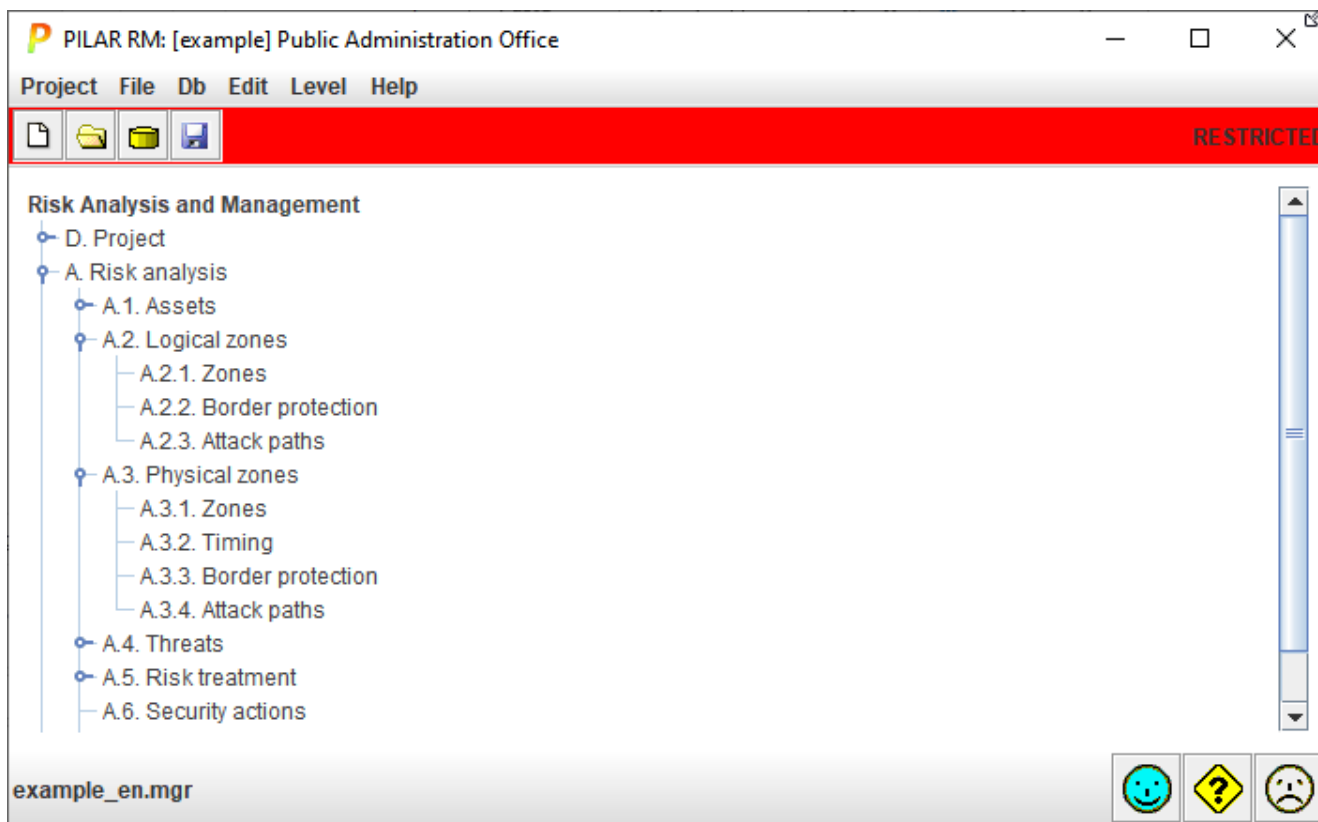 PILAR RM: [example] Public Administration Office
Project File Db Edit Level Help
RESTRICTED
Risk Analysis and Management
D. Project
A. Risk analysis
A.1. Assets
A.2. Logical zones
A.2.1. Zones
A.2.2. Border protection
A.2.3. Attack paths
A.3. Physical zones
A.3.1. Zones
A.3.2. Timing
A.3.3. Border protection
A.3.4. Attack paths
A.4. Threats
A.5. Risk treatment
A.6. Security actions
example_en.mgr